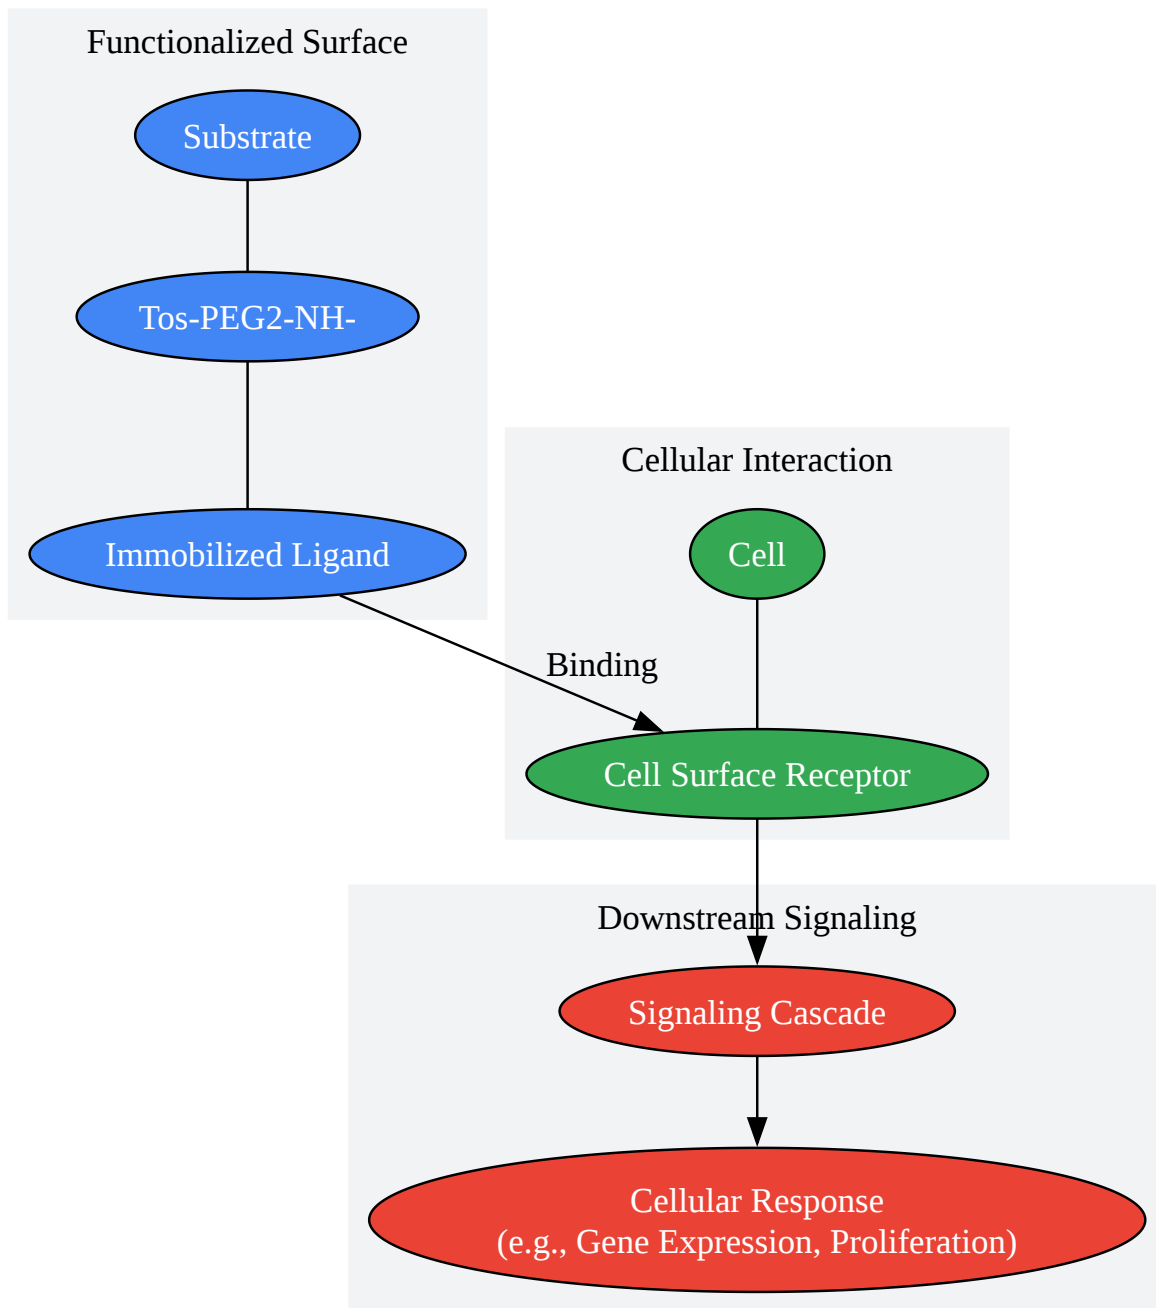 Functionalized Surface
Substrate
Tos-PEG2-NH-
Immobilized Ligand
Cellular Interaction
Cell
Binding
Cell Surface Receptor
Downstream Signaling
Signaling Cascade
Cellular Response
(e.g., Gene Expression, Proliferation)